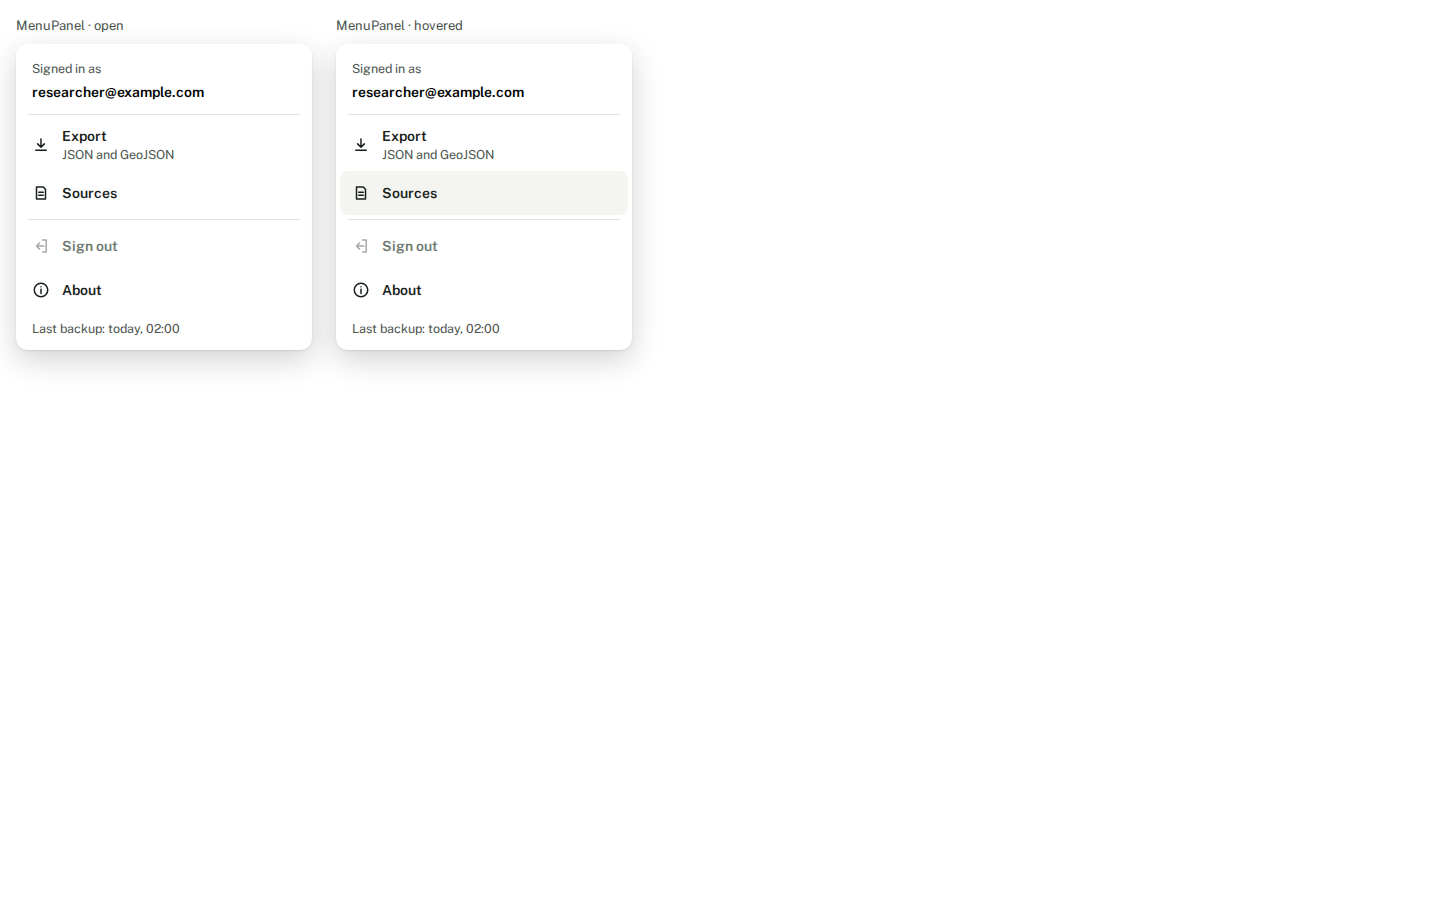 MenuPanel · open
Signed in as
researcher@example.com
Export
JSON and GeoJSON
Sources
Sign out
About
Last backup: today, 02:00
MenuPanel · hovered
Signed in as
researcher@example.com
Export
JSON and GeoJSON
Sources
Sign out
About
Last backup: today, 02:00